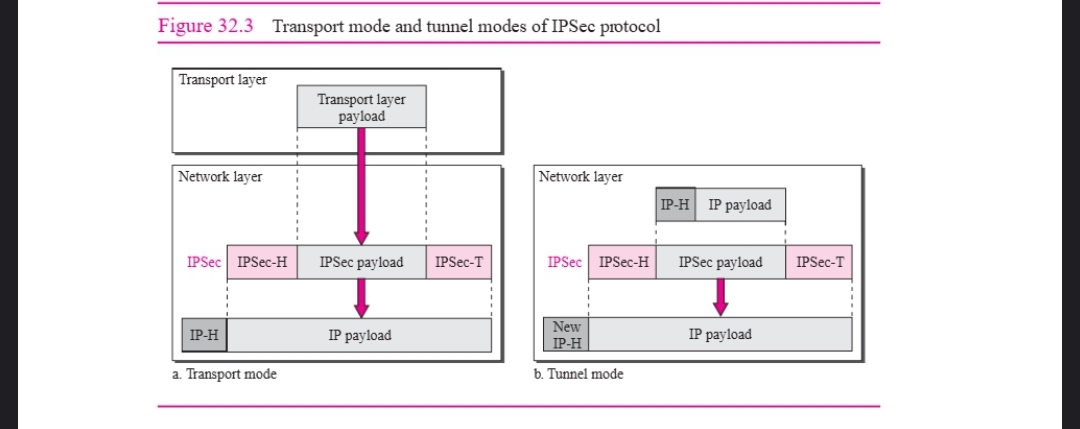 Figure 32.3 Transport mode and tunnel modes of IPSec protocol
Transport layer
Transport layer
payload
Network layer
IPSec IPSec-H IPSec payload IPSec-T
IP-H IP payload
a. Transport mode
Network layer
IP-H IP payload
IPSec IPSec-H IPSec payload IPSec-T
New
IP-H
IP payload
b. Tunnel mode